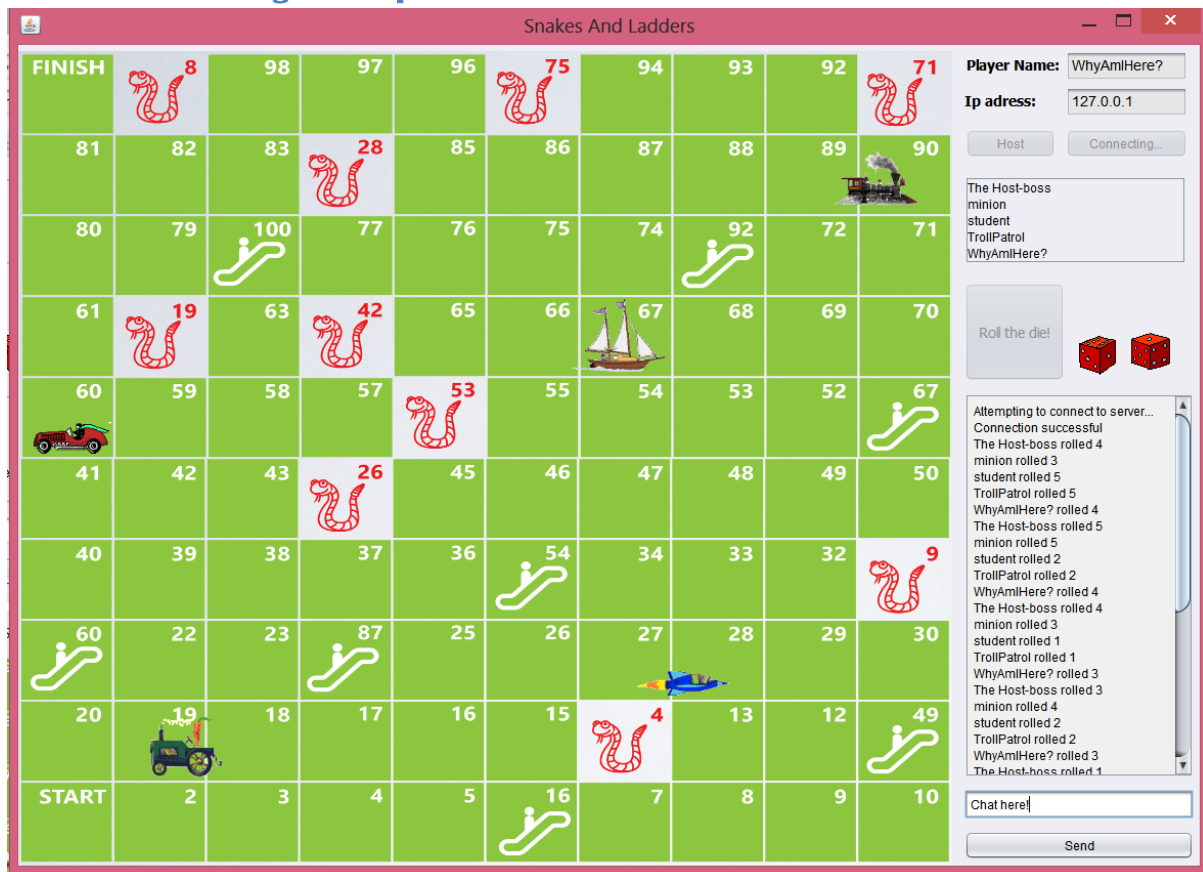 Snakes And Ladders
FINISH 8 98 97 96 75 94 93 92 71
81 82 83 28 85 86 87 88 89 90
80 79 100 77 76 75 74 92 72 71
61 19 63 42 65 66 67 68 69 70
60 59 58 57 53 55 54 53 52 67
41 42 43 26 45 46 47 48 49 50
40 39 38 37 36 54 34 33 32 9
60 22 23 87 25 26 27 28 29 30
20 19 18 17 16 15 4 13 12 49
START 2 3 4 5 16 7 8 9 10
Player Name: WhyAmIHere?
Ip adress: 127.0.0.1
Host Connecting...
The Host-boss
minion
student
TrollPatrol
WhyAmIHere?
Roll the die!
Attempting to connect to server...
Connection successful
The Host-boss rolled 4
minion rolled 3
student rolled 5
TrollPatrol rolled 5
WhyAmIHere? rolled 4
The Host-boss rolled 5
minion rolled 5
student rolled 2
TrollPatrol rolled 2
WhyAmIHere? rolled 4
The Host-boss rolled 4
minion rolled 3
student rolled 1
TrollPatrol rolled 1
WhyAmIHere? rolled 3
The Host-boss rolled 3
minion rolled 4
student rolled 2
TrollPatrol rolled 2
WhyAmIHere? rolled 3
The Host-boss rolled 1
Chat here!
Send